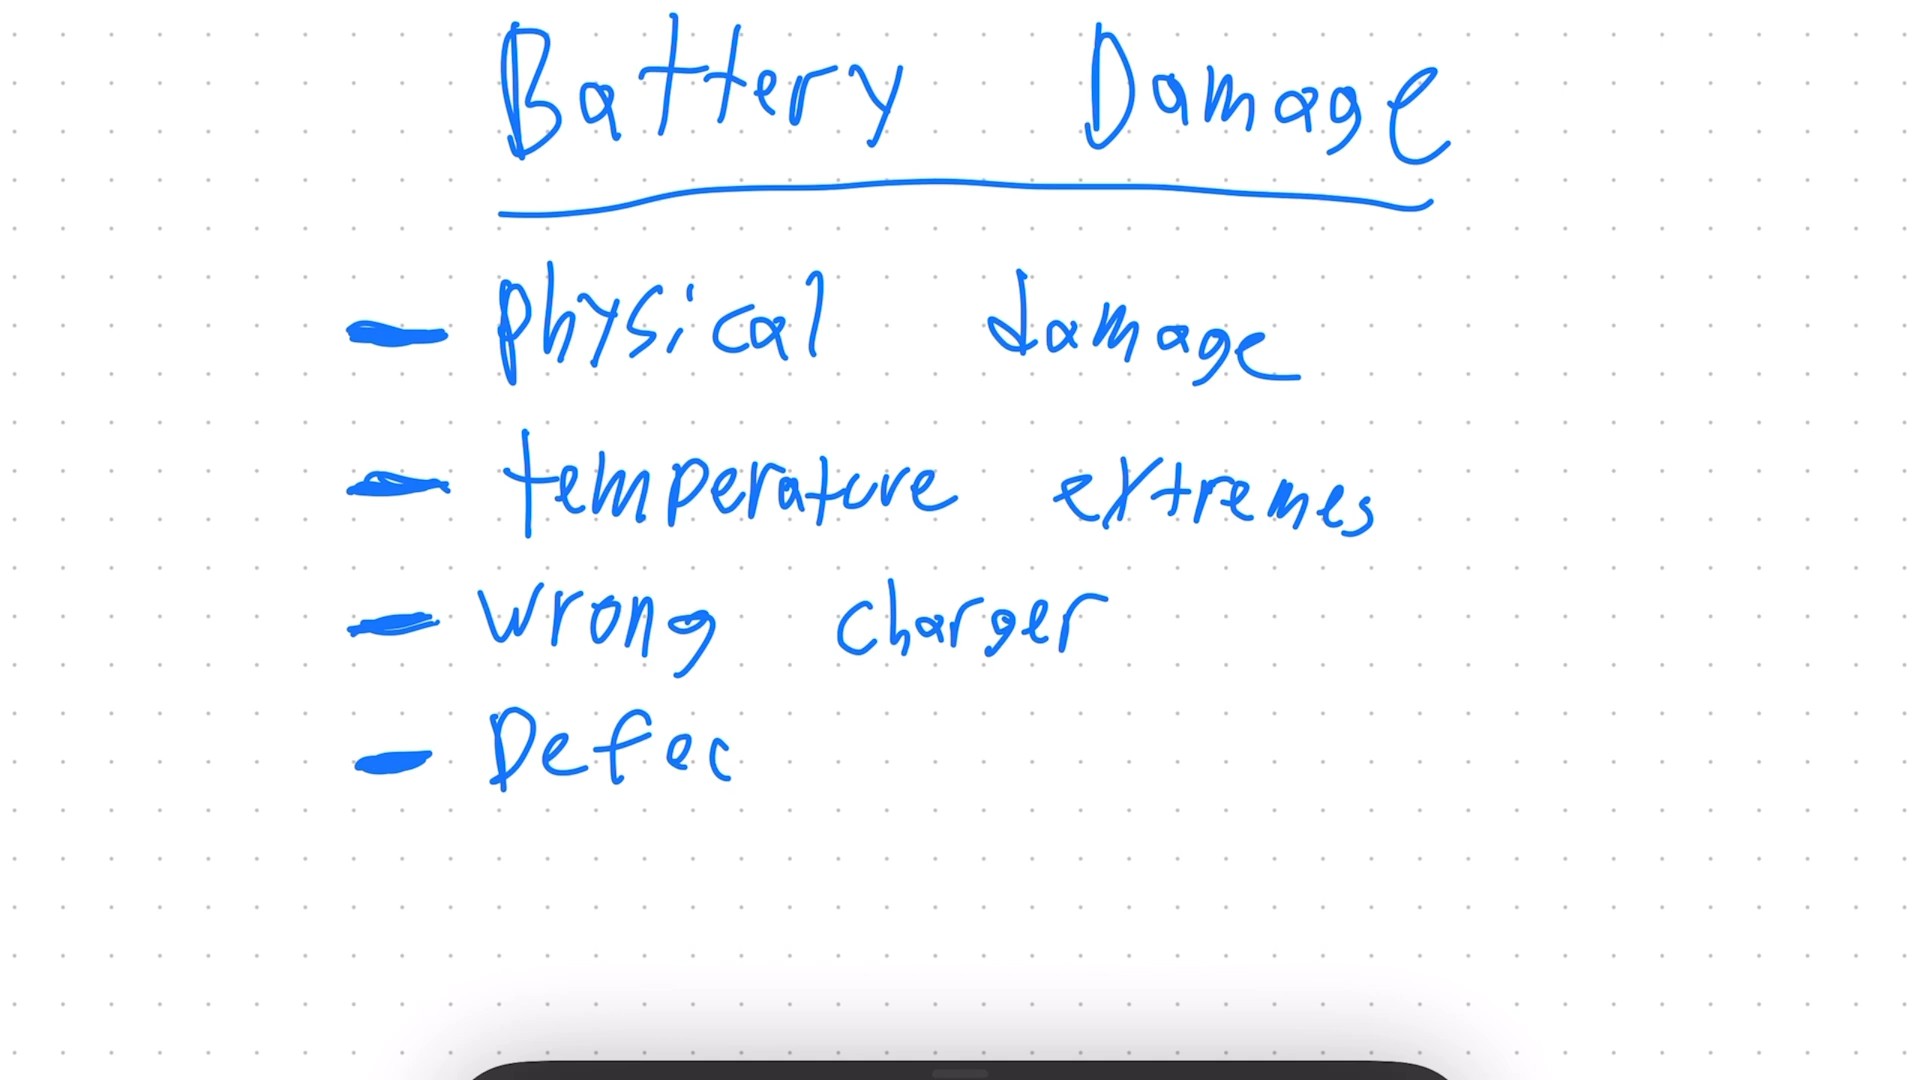 Battery Damage
- Physical damage
- temperature extremes
- wrong charger
- Defec